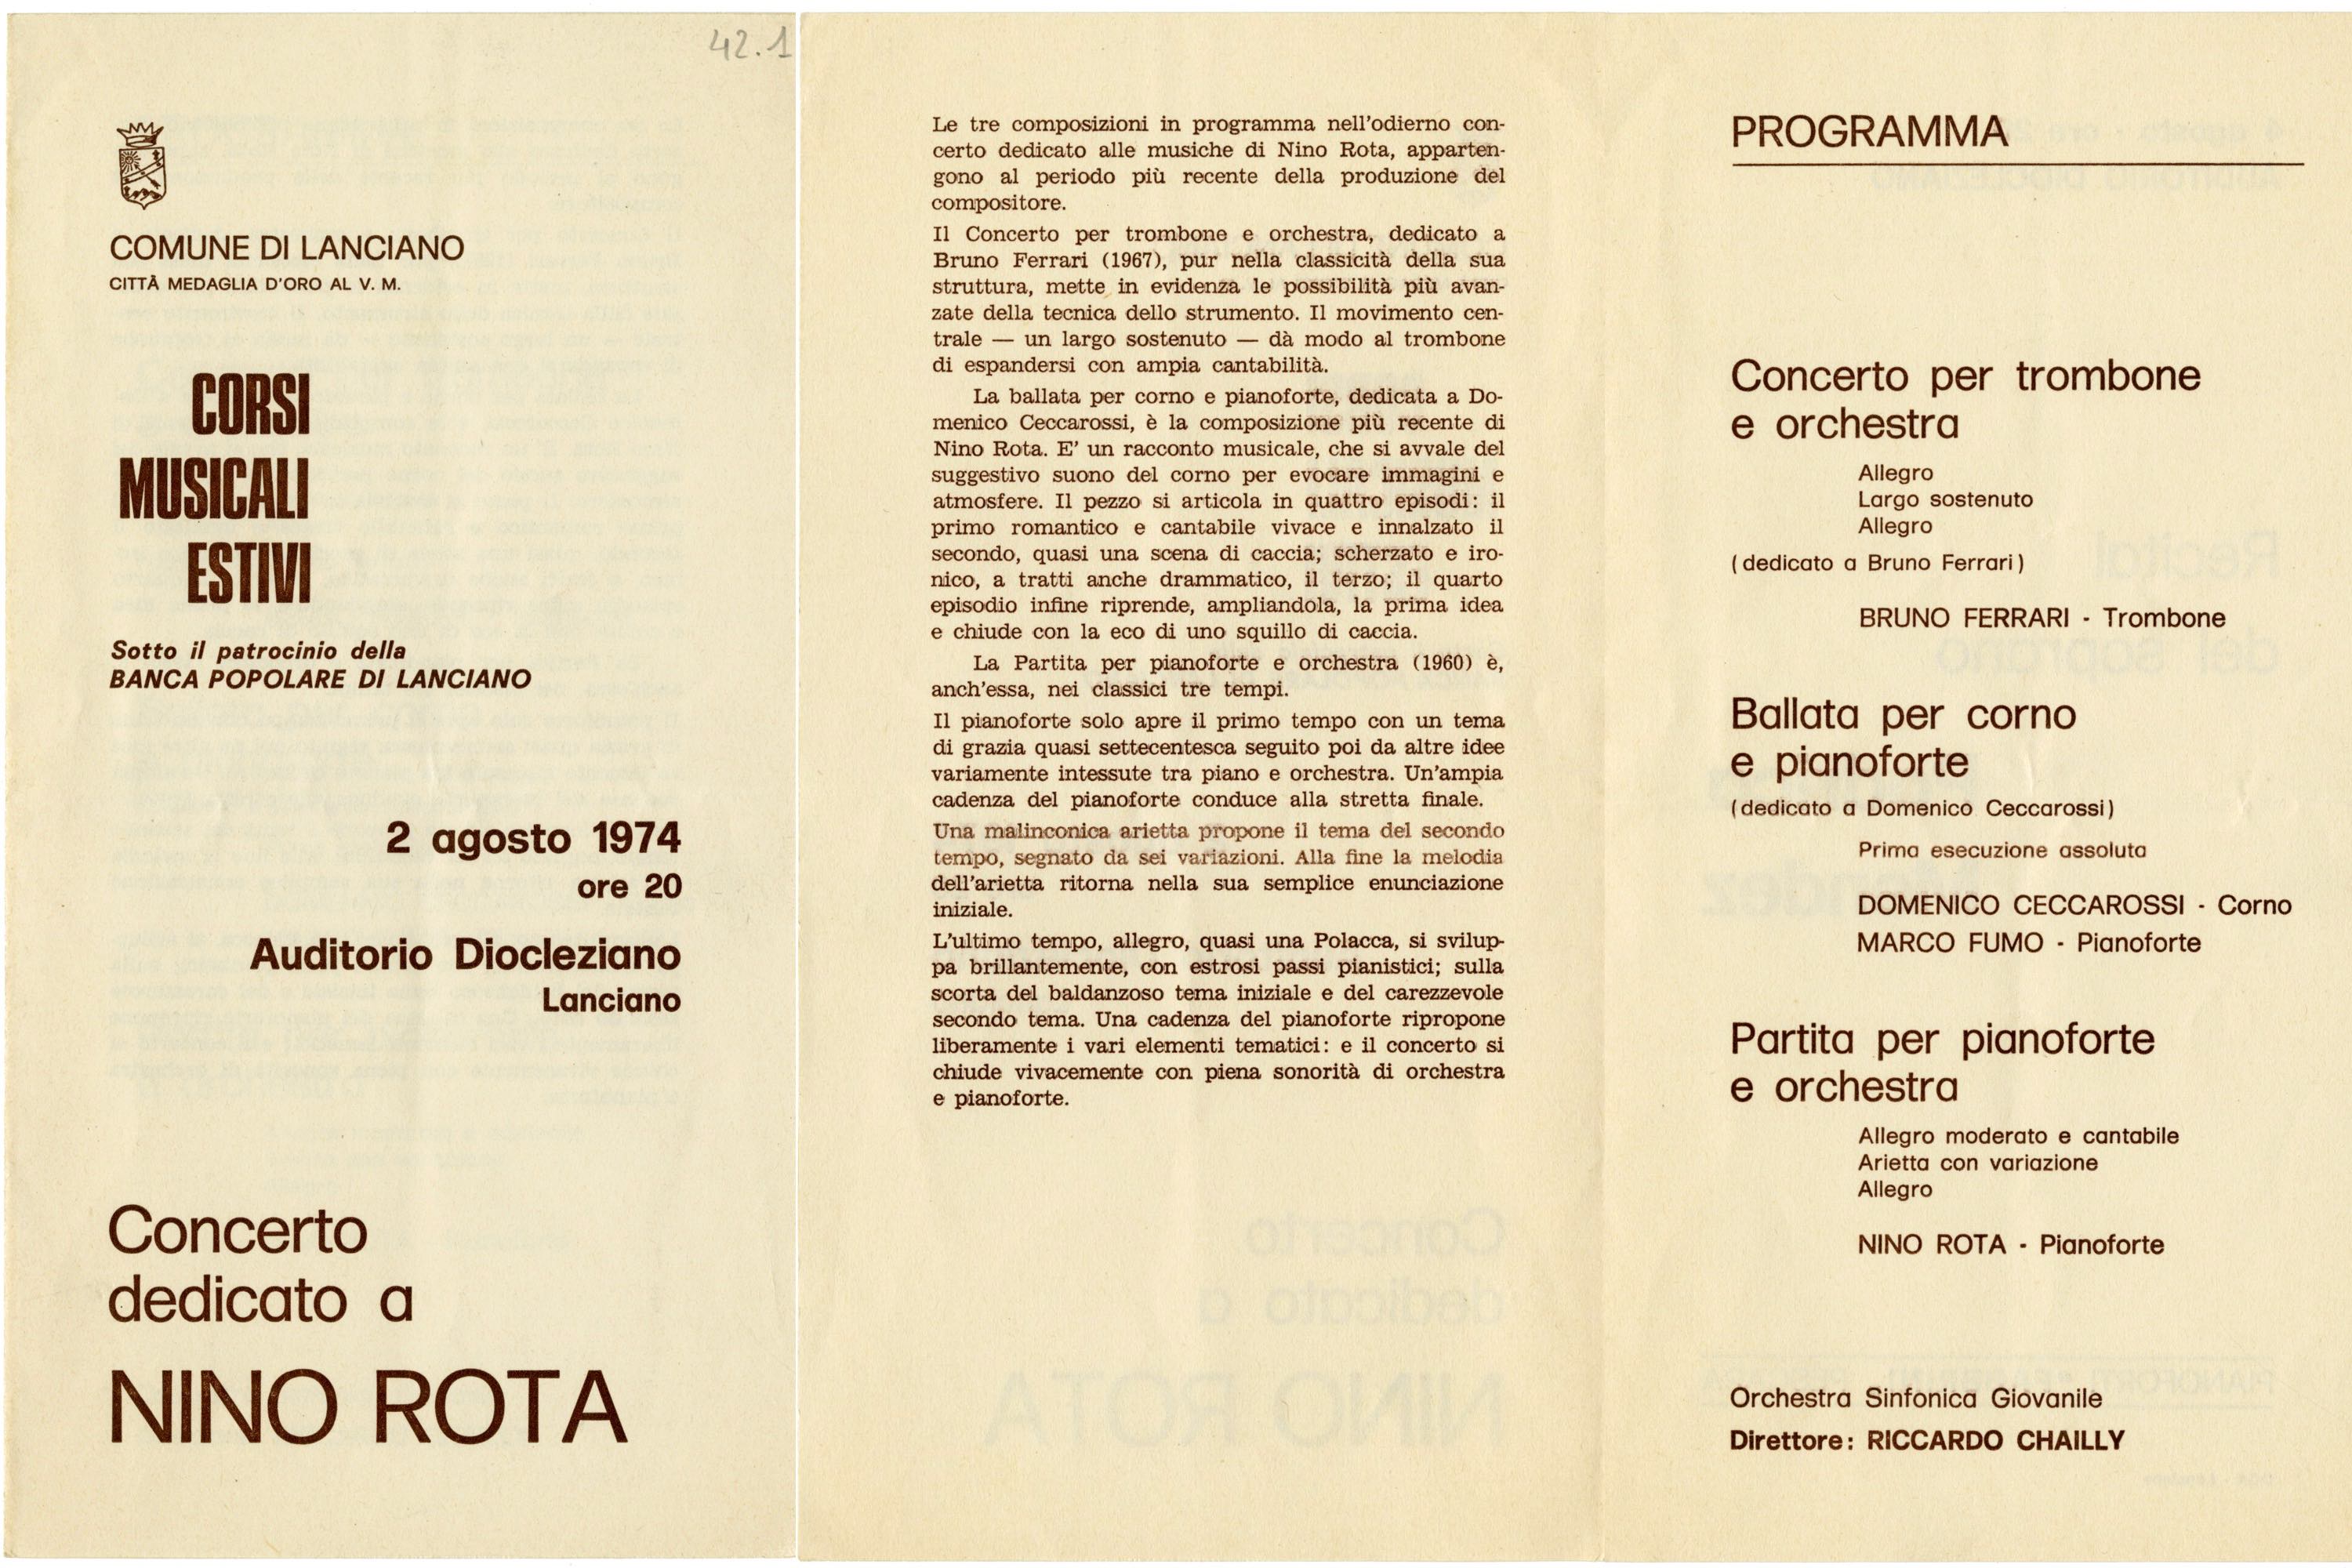 42.1
COMUNE DI LANCIANO
CITTÀ MEDAGLIA D'ORO AL V. M.
CORSI
MUSICALI
ESTIVI
Sotto il patrocinio della
BANCA POPOLARE DI LANCIANO
2 agosto 1974
ore 20
Auditorio Diocleziano
Lanciano
Concerto
dedicato a
NINO ROTA
Le tre composizioni in programma nell'odierno con-
certo dedicato alle musiche di Nino Rota, apparten-
gono al periodo più recente della produzione del
compositore.
Il Concerto per trombone e orchestra, dedicato a
Bruno Ferrari (1967), pur nella classicità della sua
struttura, mette in evidenza le possibilità più avan-
zate della tecnica dello strumento. Il movimento cen-
trale — un largo sostenuto — dà modo al trombone
di espandersi con ampia cantabilità.
La ballata per corno e pianoforte, dedicata a Do-
menico Ceccarossi, è la composizione più recente di
Nino Rota. E' un racconto musicale, che si avvale del
suggestivo suono del corno per evocare immagini e
atmosfere. Il pezzo si articola in quattro episodi: il
primo romantico e cantabile vivace e innalzato il
secondo, quasi una scena di caccia; scherzato e iro-
nico, a tratti anche drammatico, il terzo; il quarto
episodio infine riprende, ampliandola, la prima idea
e chiude con la eco di uno squillo di caccia.
La Partita per pianoforte e orchestra (1960) è,
anch'essa, nei classici tre tempi.
Il pianoforte solo apre il primo tempo con un tema
di grazia quasi settecentesca seguito poi da altre idee
variamente intessute tra piano e orchestra. Un'ampia
cadenza del pianoforte conduce alla stretta finale.
Una malinconica arietta propone il tema del secondo
tempo, segnato da sei variazioni. Alla fine la melodia
dell'arietta ritorna nella sua semplice enunciazione
iniziale.
L'ultimo tempo, allegro, quasi una Polacca, si svilup-
pa brillantemente, con estrosi passi pianistici; sulla
scorta del baldanzoso tema iniziale e del carezzevole
secondo tema. Una cadenza del pianoforte ripropone
liberamente i vari elementi tematici: e il concerto si
chiude vivacemente con piena sonorità di orchestra
e pianoforte.
PROGRAMMA
Concerto per trombone
e orchestra
Allegro
Largo sostenuto
Allegro
(dedicato a Bruno Ferrari)
BRUNO FERRARI - Trombone
Ballata per corno
e pianoforte
(dedicato a Domenico Ceccarossi)
Prima esecuzione assoluta
DOMENICO CECCAROSSI - Corno
MARCO FUMO - Pianoforte
Partita per pianoforte
e orchestra
Allegro moderato e cantabile
Arietta con variazione
Allegro
NINO ROTA - Pianoforte
Orchestra Sinfonica Giovanile
Direttore: RICCARDO CHAILLY